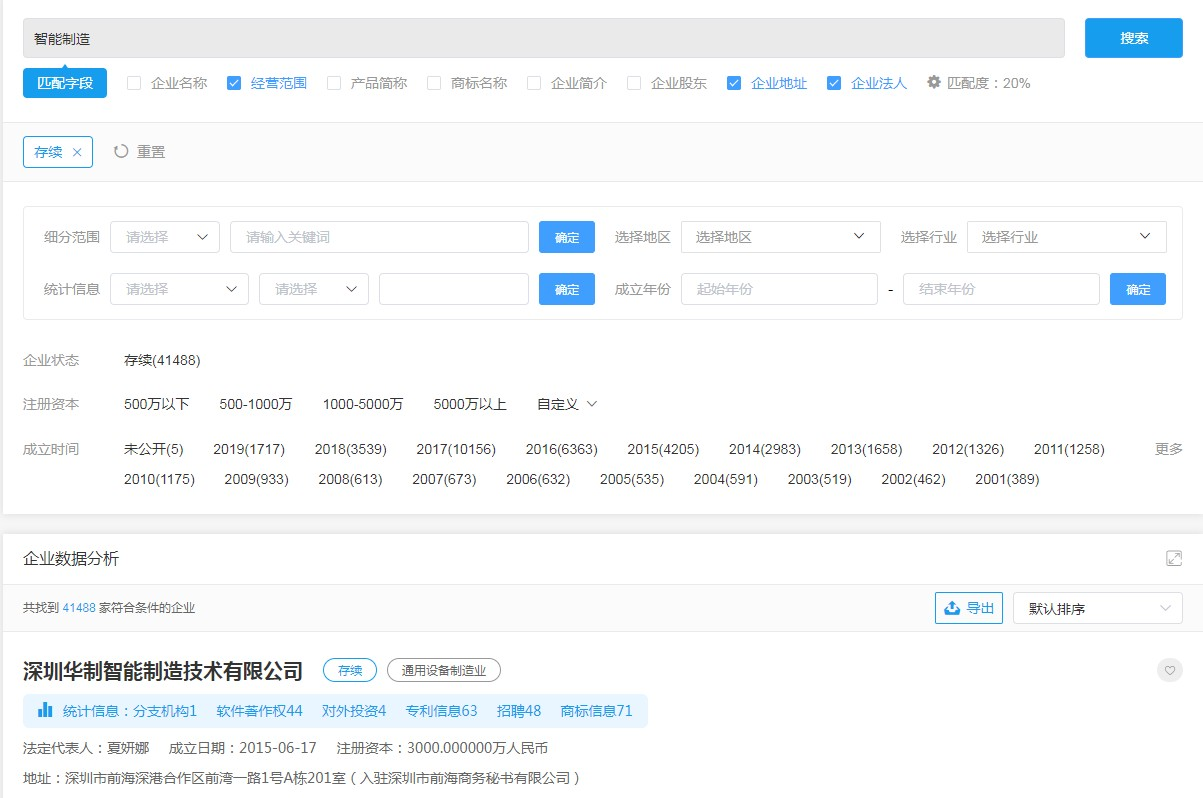 智能制造 搜索
匹配字段 企业名称 经营范围 产品简称 商标名称 企业简介 企业股东 企业地址 企业法人 匹配度：20%
存续 × 重置
细分范围 请选择 请输入关键词 确定 选择地区 选择地区 选择行业 选择行业
统计信息 请选择 请选择 确定 成立年份 起始年份 - 结束年份 确定
企业状态 存续(41488)
注册资本 500万以下 500-1000万 1000-5000万 5000万以上 自定义
成立时间 未公开(5) 2019(1717) 2018(3539) 2017(10156) 2016(6363) 2015(4205) 2014(2983) 2013(1658) 2012(1326) 2011(1258) 更多
2010(1175) 2009(933) 2008(613) 2007(673) 2006(632) 2005(535) 2004(591) 2003(519) 2002(462) 2001(389)
企业数据分析
共找到 41488 家符合条件的企业 导出 默认排序
深圳华制智能制造技术有限公司 存续 通用设备制造业
统计信息：分支机构1 软件著作权44 对外投资4 专利信息63 招聘48 商标信息71
法定代表人：夏妍娜 成立日期：2015-06-17 注册资本：3000.000000万人民币
地址：深圳市前海深港合作区前湾一路1号A栋201室（入驻深圳市前海商务秘书有限公司）